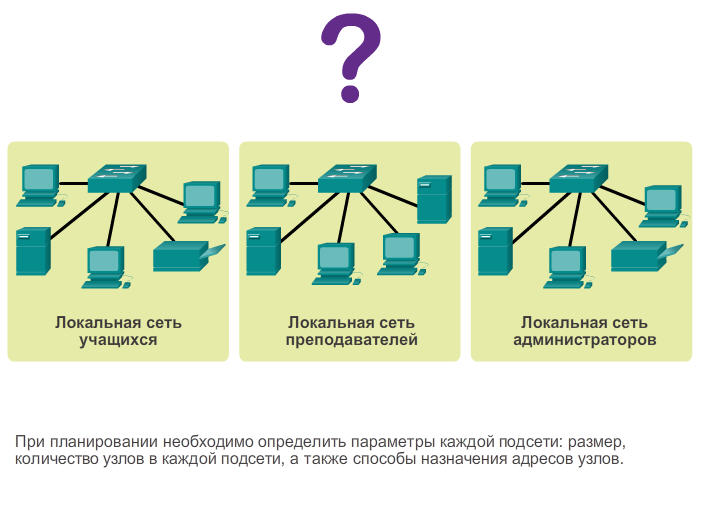 ?
Локальная сеть
учащихся
Локальная сеть
преподавателей
Локальная сеть
администраторов
При планировании необходимо определить параметры каждой подсети: размер,
количество узлов в каждой подсети, а также способы назначения адресов узлов.